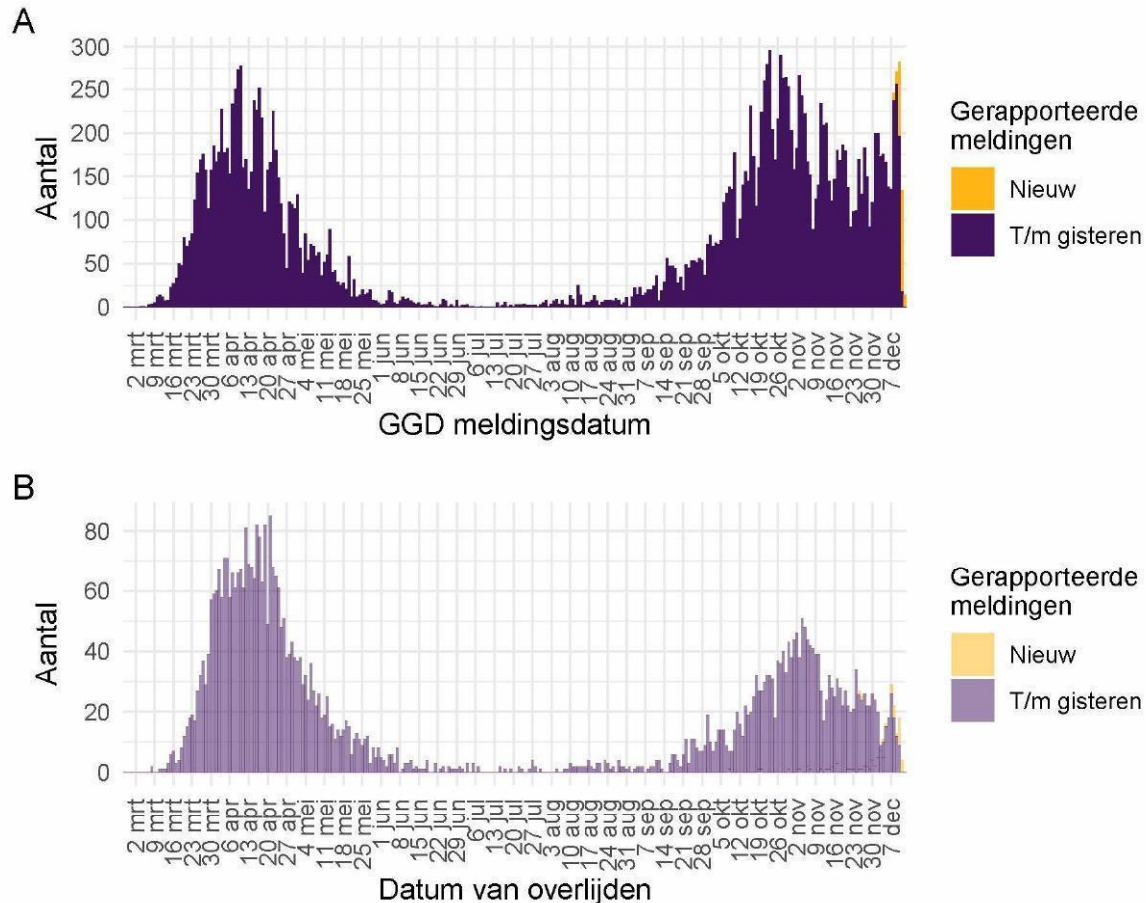 A
300
250
200
150
100
50
0
Aantal
2 mrt
9 mrt
16 mrt
23 mrt
30 mrt
6 apr
13 apr
20 apr
27 apr
4 mei
11 mei
18 mei
25 mei
1 jun
8 jun
15 jun
22 jun
29 jun
6 jul
13 jul
20 jul
27 jul
3 aug
10 aug
17 aug
24 aug
31 aug
7 sep
14 sep
21 sep
28 sep
5 okt
12 okt
19 okt
26 okt
2 nov
9 nov
16 nov
23 nov
30 nov
7 dec
GGD meldingsdatum
Gerapporteerde
meldingen
Nieuw
T/m gisteren
B
80
60
40
20
0
Aantal
2 mrt
9 mrt
16 mrt
23 mrt
30 mrt
6 apr
13 apr
20 apr
27 apr
4 mei
11 mei
18 mei
25 mei
1 jun
8 jun
15 jun
22 jun
29 jun
6 jul
13 jul
20 jul
27 jul
3 aug
10 aug
17 aug
24 aug
31 aug
7 sep
14 sep
21 sep
28 sep
5 okt
12 okt
19 okt
26 okt
2 nov
9 nov
16 nov
23 nov
30 nov
7 dec
Datum van overlijden
Gerapporteerde
meldingen
Nieuw
T/m gisteren